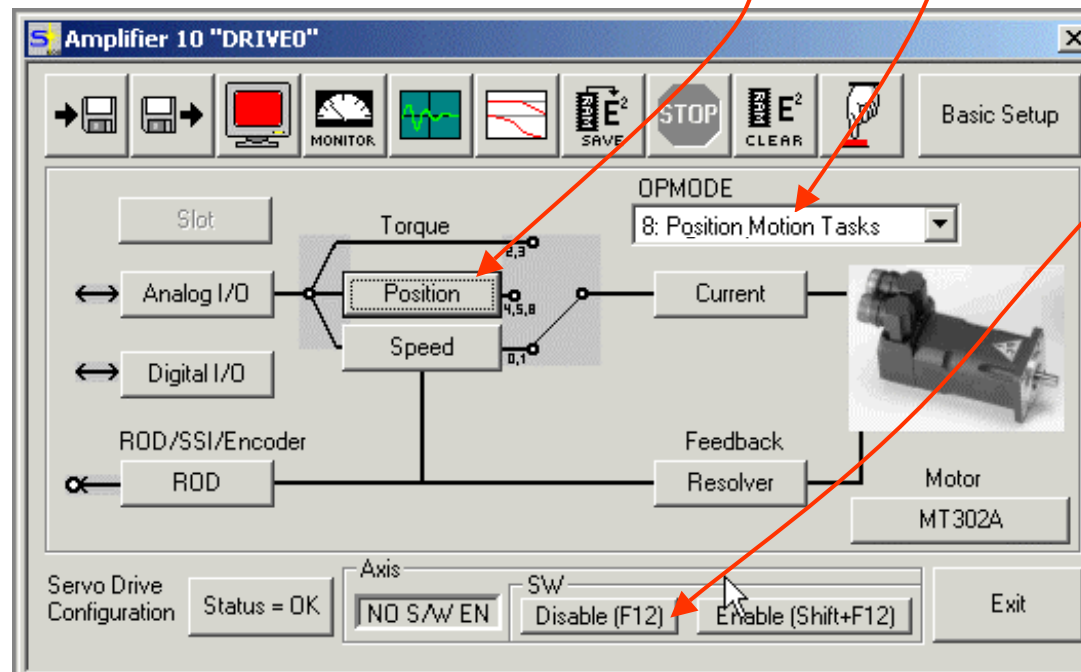 Amplifier 10 "DRIVE0"
MONITOR
RAM E² SAVE
STOP
RAM E² CLEAR
Basic Setup
OPMODE
Slot
Torque
8: Position Motion Tasks
2,3
Analog I/O
Position
4,5,8
Current
Speed
0,1
Digital I/O
ROD/SSI/Encoder
Feedback
ROD
Resolver
Motor
MT302A
Servo Drive
Configuration
Status = OK
Axis
NO S/W EN
SW
Disable (F12)
Enable (Shift+F12)
Exit